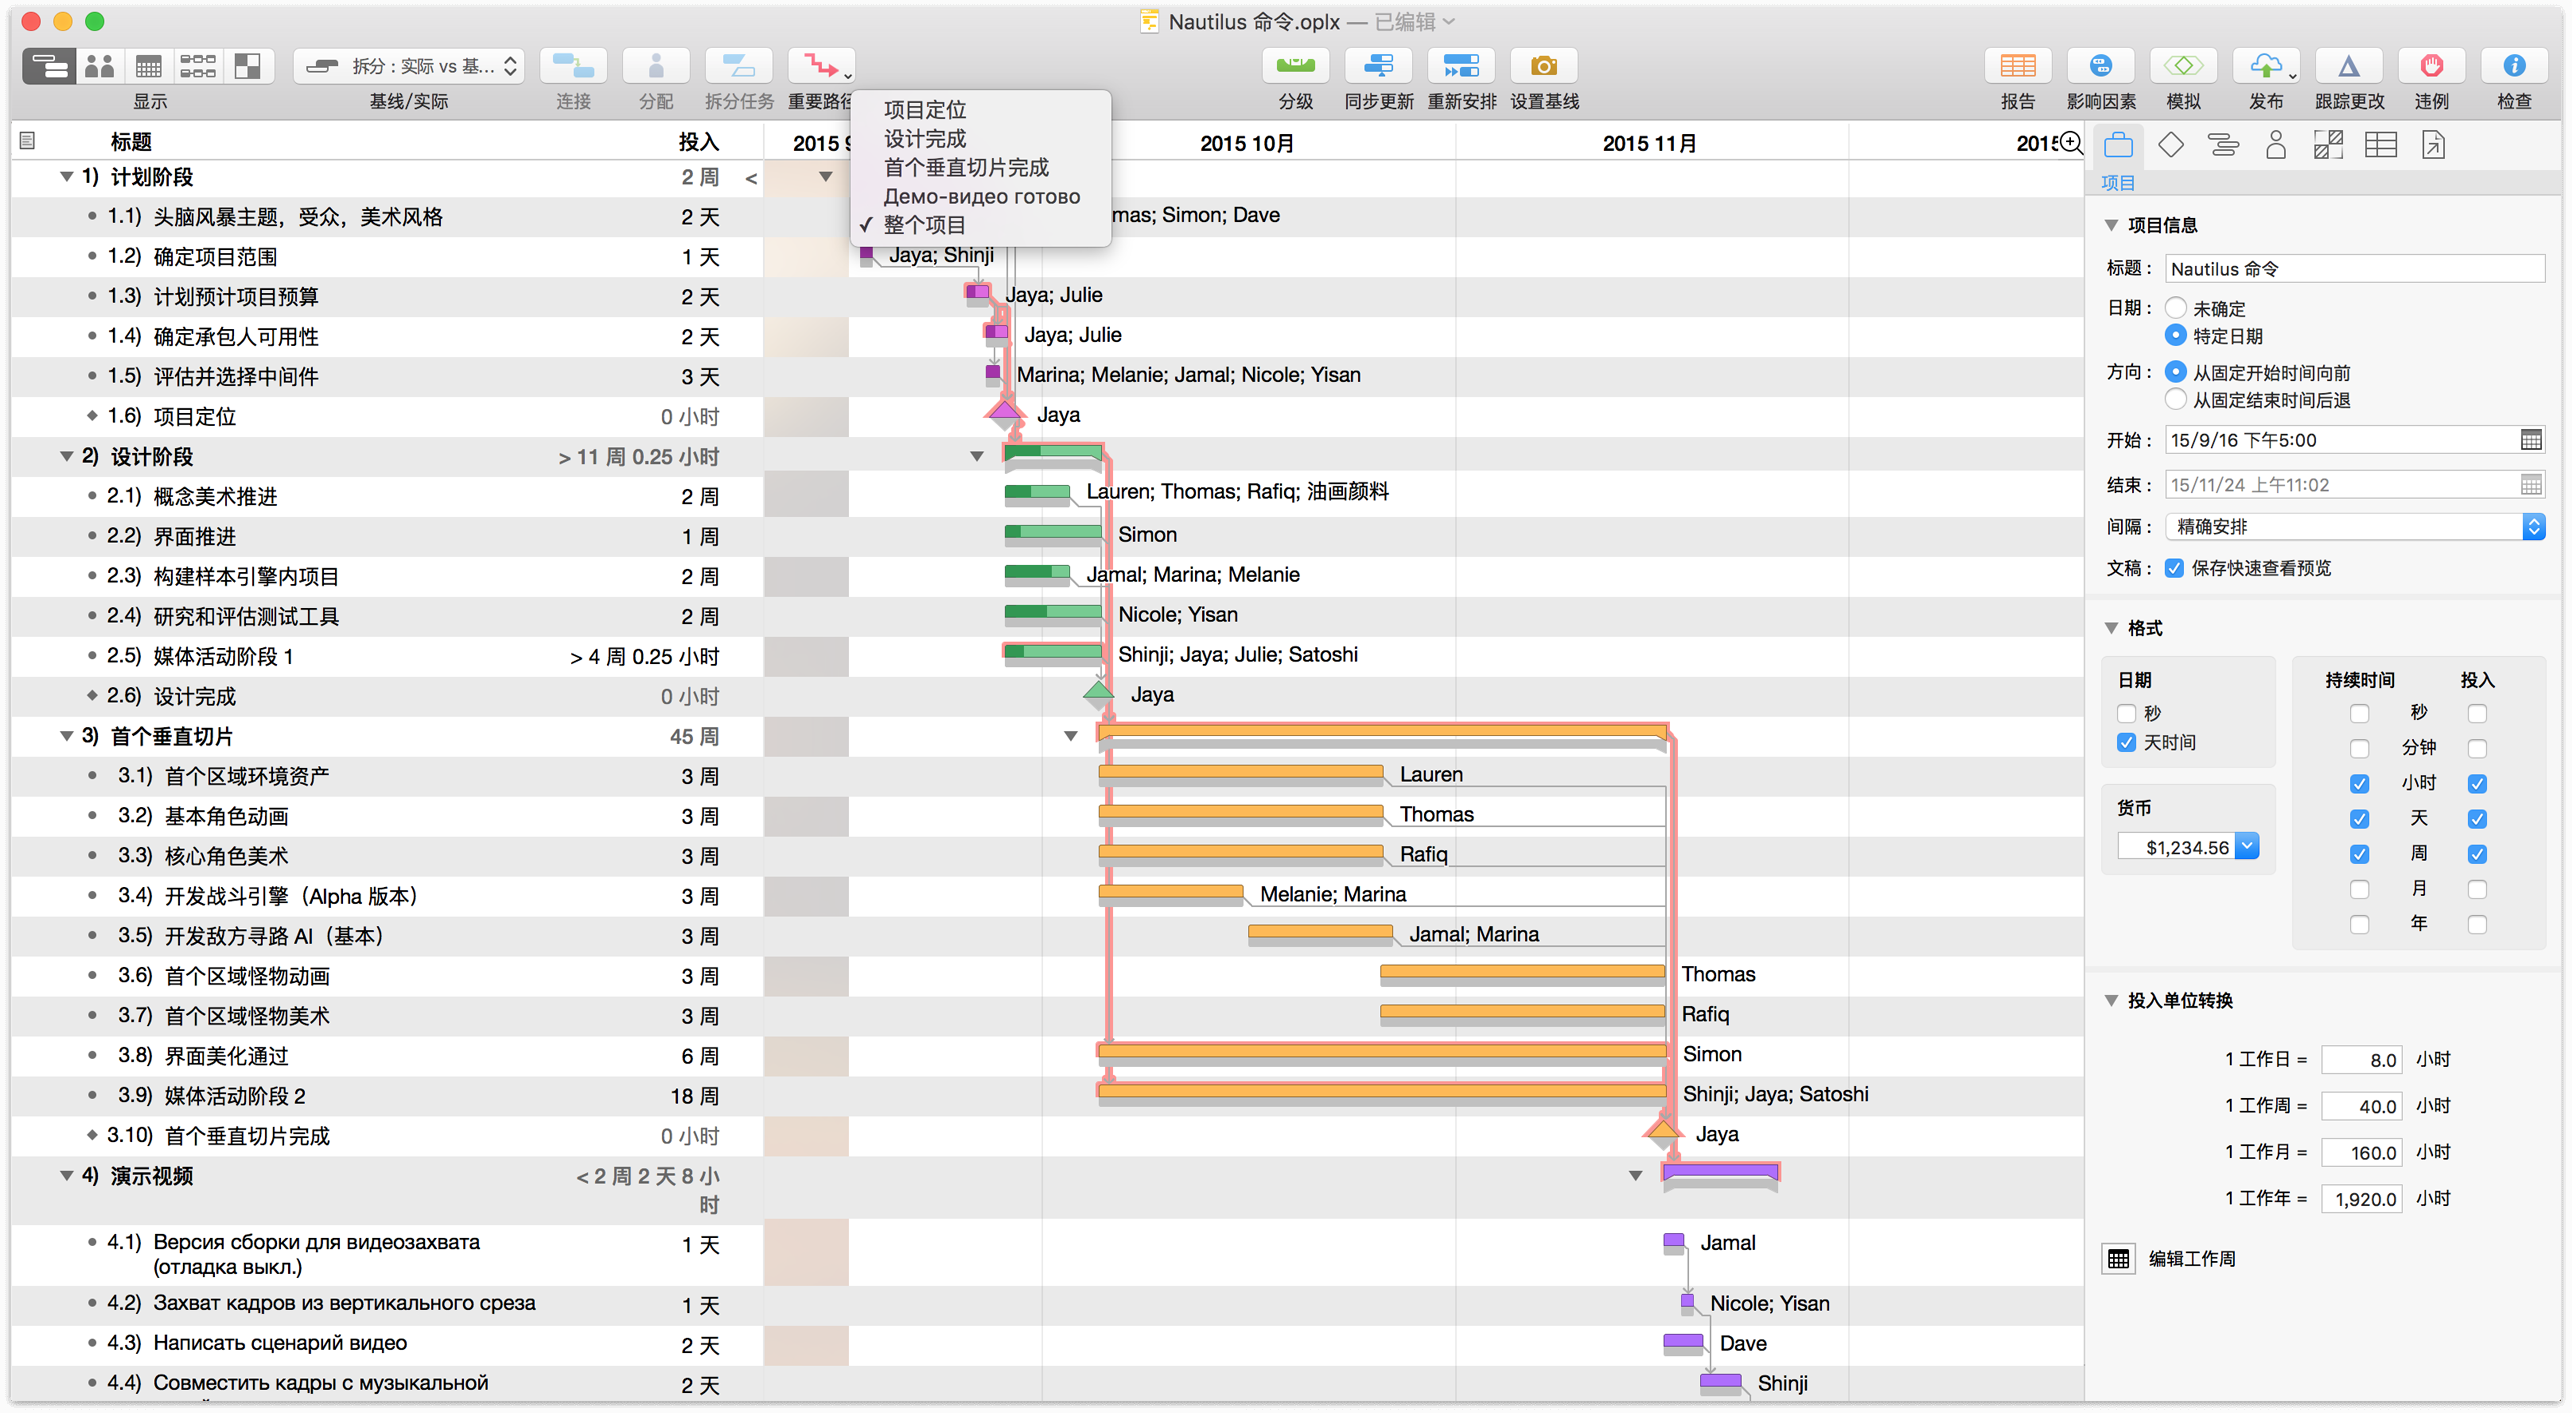 Nautilus 命令.oplx — 已编辑
拆分：实际 vs 基...
显示
基线/实际
连接
分配
拆分任务
重要路径
分级
同步更新
重新安排
设置基线
报告
影响因素
模拟
发布
跟踪更改
违例
检查
项目定位
设计完成
首个垂直切片完成
Демо-видео готово
✓ 整个项目
标题
投入
2015 9
2015 10月
2015 11月
2015
1) 计划阶段 2 周 <
1.1) 头脑风暴主题，受众，美术风格 2 天
mas; Simon; Dave
1.2) 确定项目范围 1 天
Jaya; Shinji
1.3) 计划预计项目预算 2 天
Jaya; Julie
1.4) 确定承包人可用性 2 天
Jaya; Julie
1.5) 评估并选择中间件 3 天
Marina; Melanie; Jamal; Nicole; Yisan
1.6) 项目定位 0 小时
Jaya
2) 设计阶段 > 11 周 0.25 小时
2.1) 概念美术推进 2 周
Lauren; Thomas; Rafiq; 油画颜料
2.2) 界面推进 1 周
Simon
2.3) 构建样本引擎内项目 2 周
Jamal; Marina; Melanie
2.4) 研究和评估测试工具 2 周
Nicole; Yisan
2.5) 媒体活动阶段 1 > 4 周 0.25 小时
Shinji; Jaya; Julie; Satoshi
2.6) 设计完成 0 小时
Jaya
3) 首个垂直切片 45 周
3.1) 首个区域环境资产 3 周
Lauren
3.2) 基本角色动画 3 周
Thomas
3.3) 核心角色美术 3 周
Rafiq
3.4) 开发战斗引擎（Alpha 版本） 3 周
Melanie; Marina
3.5) 开发敌方寻路 AI（基本） 3 周
Jamal; Marina
3.6) 首个区域怪物动画 3 周
Thomas
3.7) 首个区域怪物美术 3 周
Rafiq
3.8) 界面美化通过 6 周
Simon
3.9) 媒体活动阶段 2 18 周
Shinji; Jaya; Satoshi
3.10) 首个垂直切片完成 0 小时
Jaya
4) 演示视频 < 2 周 2 天 8 小
时
4.1) Версия сборки для видеозахвата 1 天
(отладка выкл.)
Jamal
4.2) Захват кадров из вертикального среза 1 天
Nicole; Yisan
4.3) Написать сценарий видео 2 天
Dave
4.4) Совместить кадры с музыкальной 2 天
Shinji
项目
项目信息
标题： Nautilus 命令
日期： 未确定
特定日期
方向： 从固定开始时间向前
从固定结束时间后退
开始： 15/9/16 下午5:00
结束： 15/11/24 上午11:02
间隔： 精确安排
文稿： 保存快速查看预览
格式
日期
秒
天时间
货币
$1,234.56
持续时间 投入
秒
分钟
小时
天
周
月
年
投入单位转换
1 工作日 = 8.0 小时
1 工作周 = 40.0 小时
1 工作月 = 160.0 小时
1 工作年 = 1,920.0 小时
编辑工作周